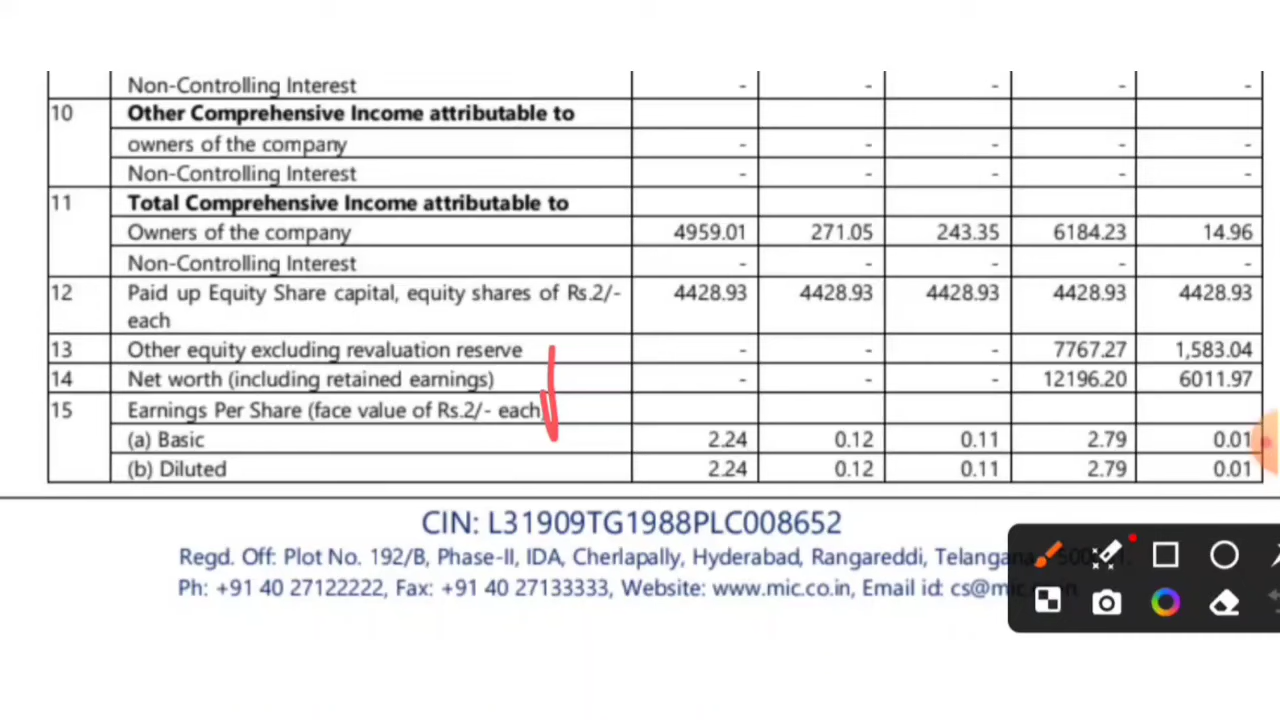 Non-Controlling Interest - - - - -
10 Other Comprehensive Income attributable to
owners of the company - - - - -
Non-Controlling Interest - - - - -
11 Total Comprehensive Income attributable to
Owners of the company 4959.01 271.05 243.35 6184.23 14.96
Non-Controlling Interest - - - - -
12 Paid up Equity Share capital, equity shares of Rs.2/- 4428.93 4428.93 4428.93 4428.93 4428.93
each
13 Other equity excluding revaluation reserve - - - 7767.27 1,583.04
14 Net worth (including retained earnings) - - - 12196.20 6011.97
15 Earnings Per Share (face value of Rs.2/- each)
(a) Basic 2.24 0.12 0.11 2.79 0.01
(b) Diluted 2.24 0.12 0.11 2.79 0.01
CIN: L31909TG1988PLC008652
Regd. Off: Plot No. 192/B, Phase-II, IDA, Cherlapally, Hyderabad, Rangareddi,
Ph: +91 40 27122222, Fax: +91 40 27133333, Website: www.mic.co.in, Email id: